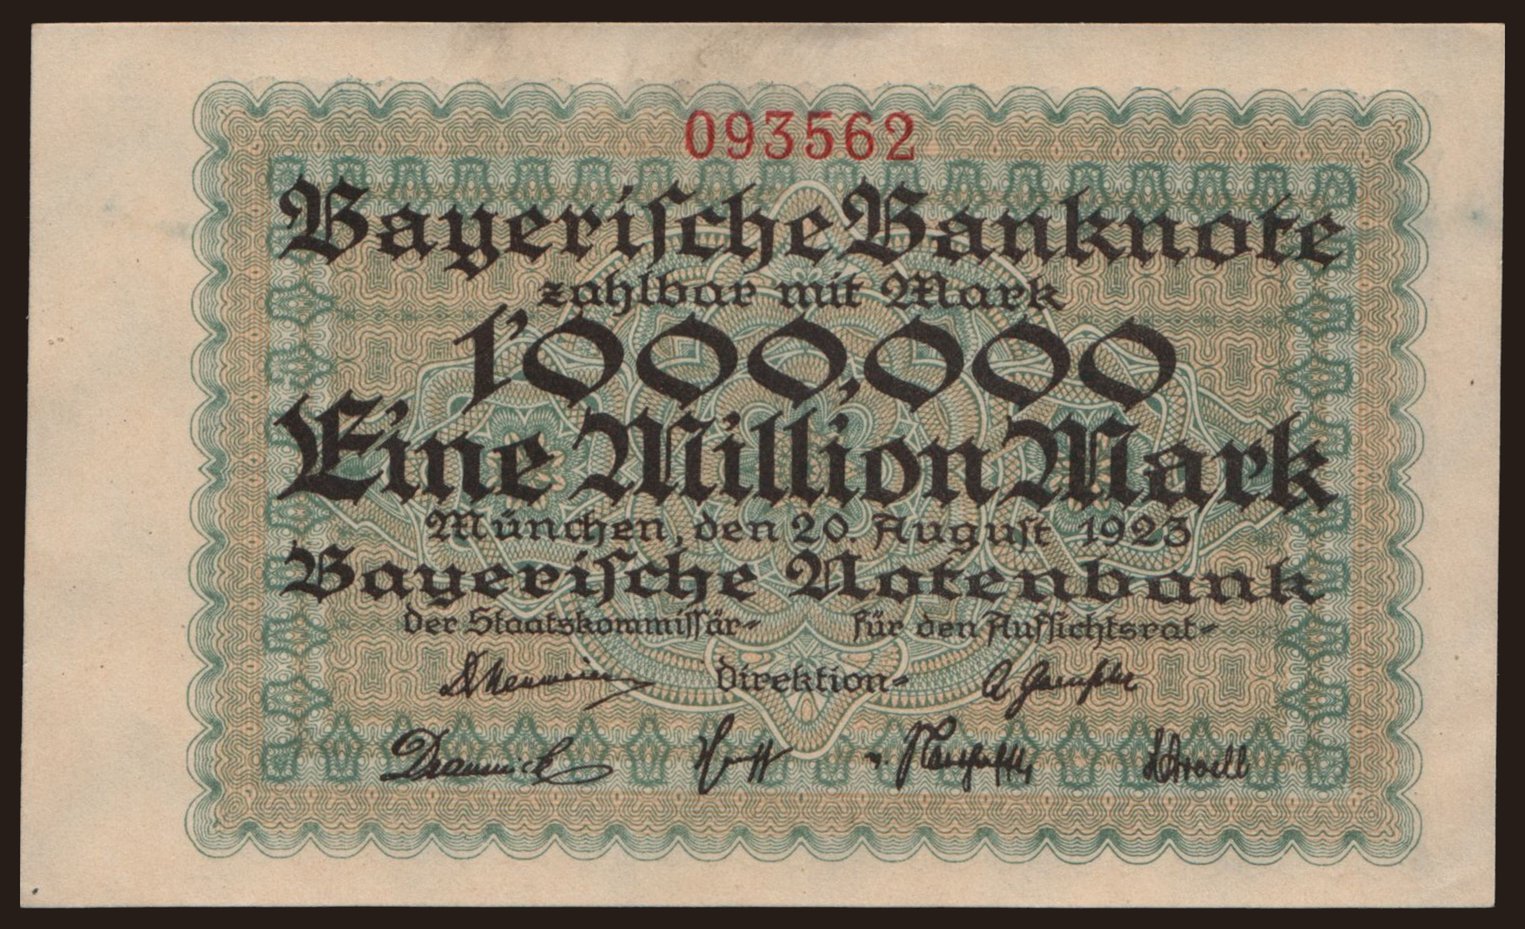 093562
Bayerische Banknote
zahlbar mit Mark
1'000,000
Eine Million Mark
München, den 20. August 1923
Bayerische Notenbank
Der Staatskommissär- für den Aufsichtsrat-
Direktion-